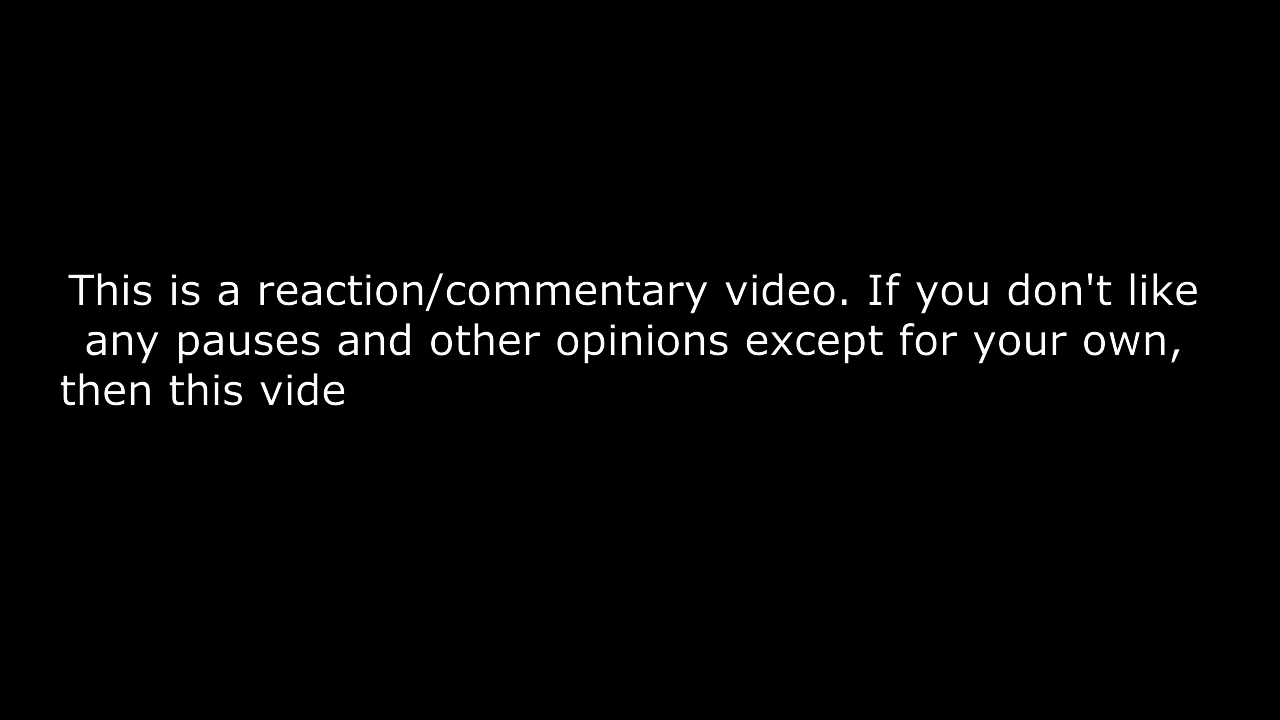 This is a reaction/commentary video. If you don't like
any pauses and other opinions except for your own,
then this vide